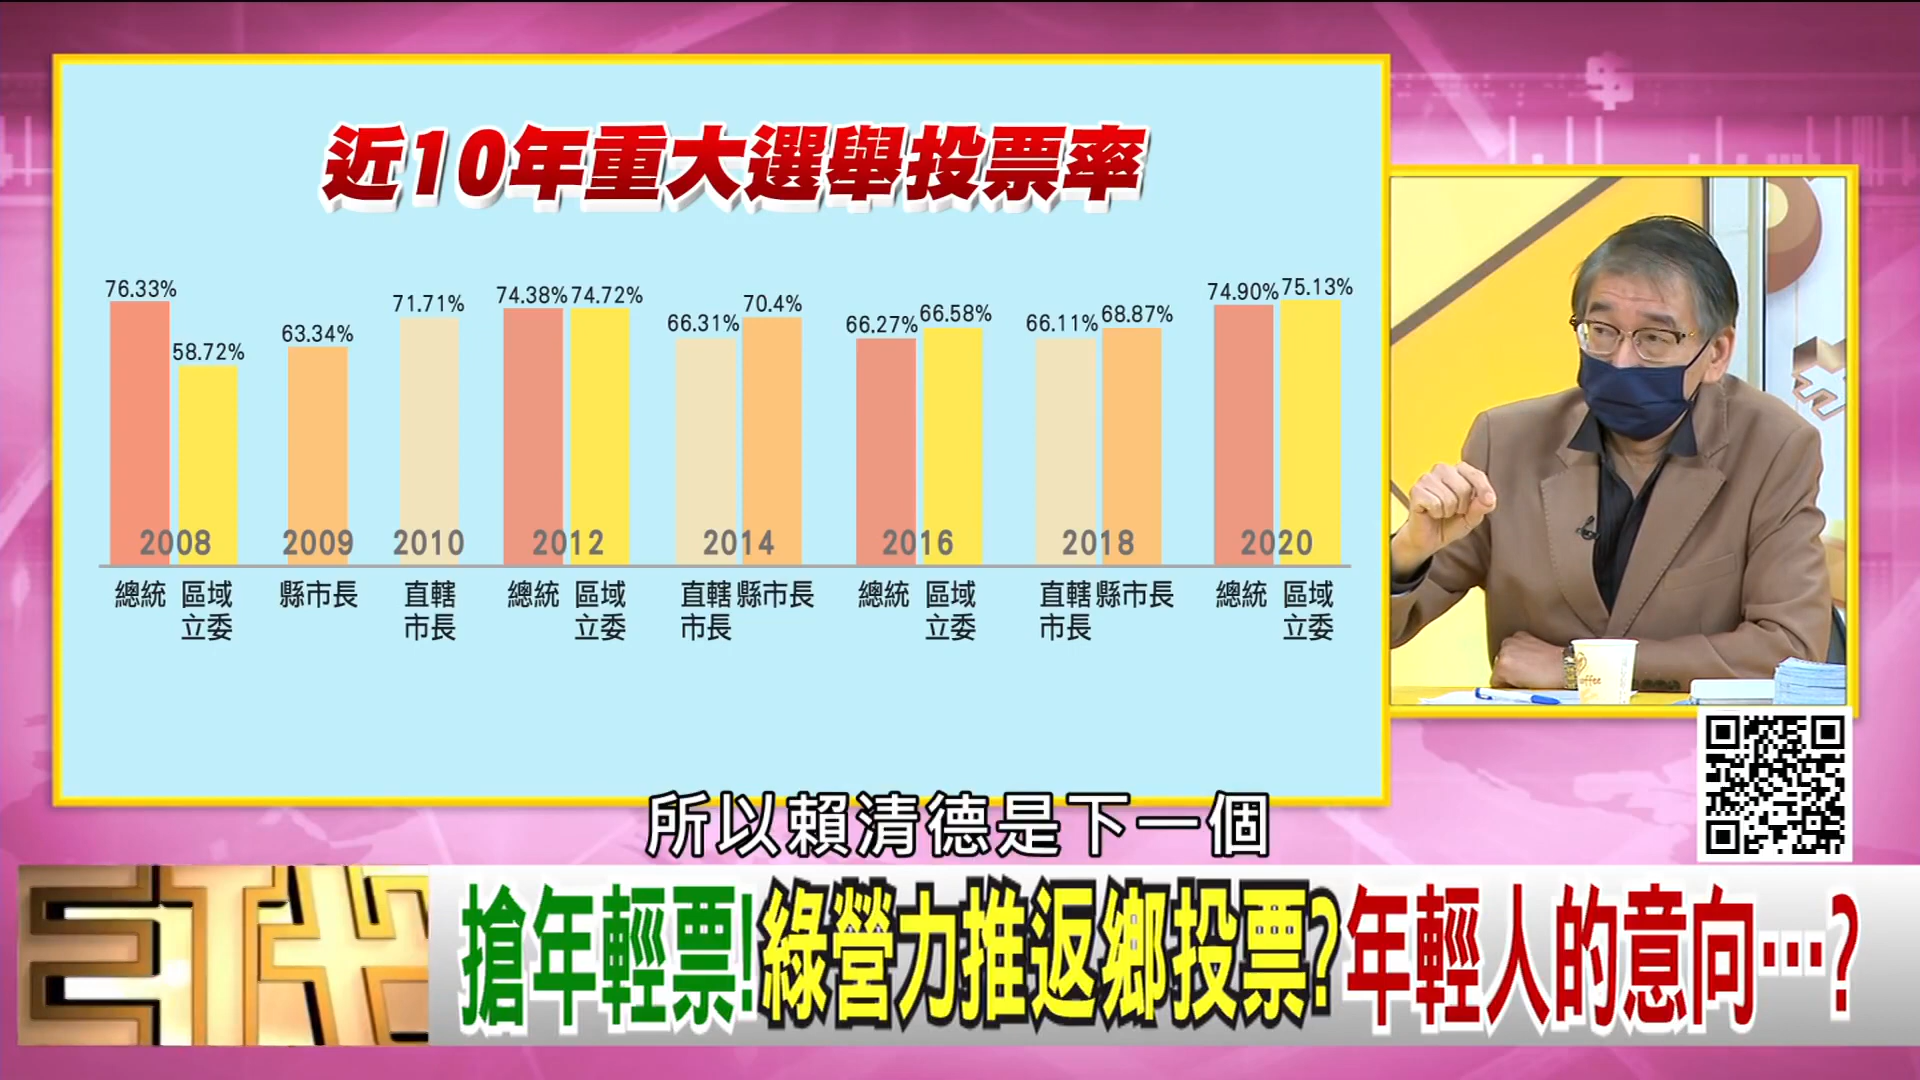 近10年重大選舉投票率
76.33%
58.72%
63.34%
71.71%
74.38%
74.72%
66.31%
70.4%
66.27%
66.58%
66.11%
68.87%
74.90%
75.13%
2008
2009
2010
2012
2014
2016
2018
2020
總統
區域
立委
縣市長
直轄
市長
總統
區域
立委
直轄
市長
縣市長
總統
區域
立委
直轄
市長
縣市長
總統
區域
立委
所以賴清德是下一個
搶年輕票!綠營力推返鄉投票?年輕人的意向…?